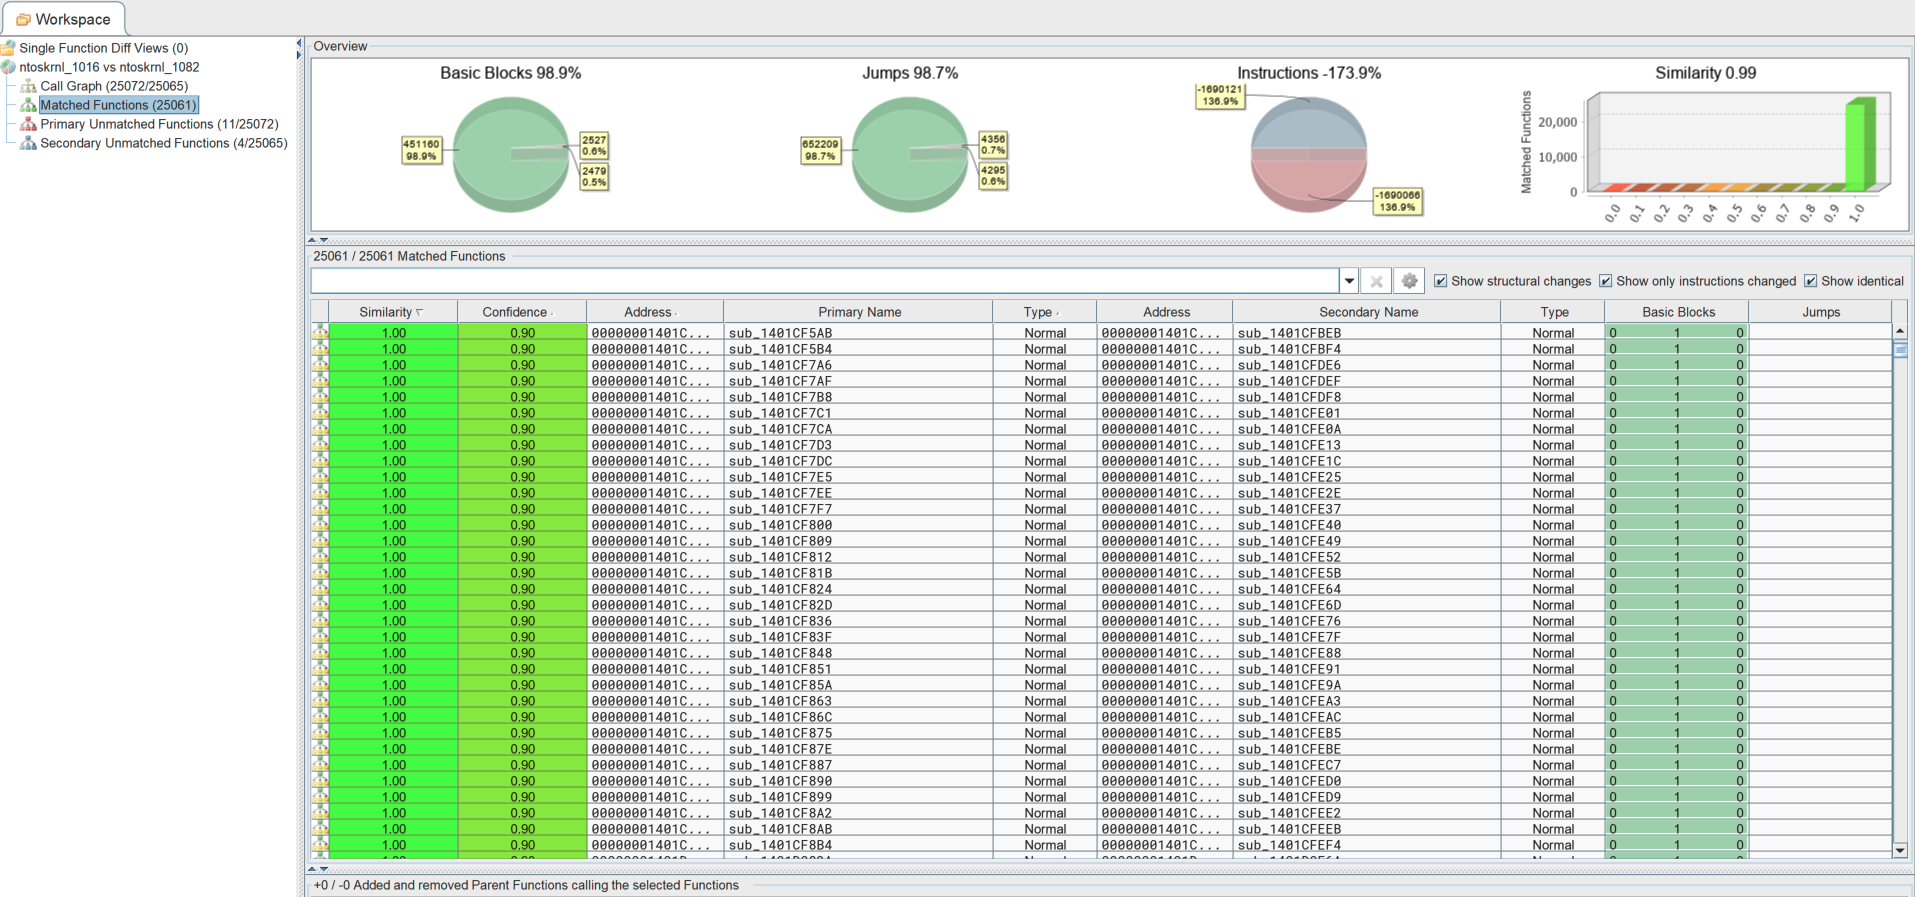 Workspace
Single Function Diff Views (0)
ntoskrnl_1016 vs ntoskrnl_1082
Call Graph (25072/25065)
Matched Functions (25061)
Primary Unmatched Functions (11/25072)
Secondary Unmatched Functions (4/25065)
Overview
Basic Blocks 98.9%
451160
98.9%
2527
0.6%
2479
0.5%
Jumps 98.7%
652209
98.7%
4356
0.7%
4295
0.6%
Instructions -173.9%
-1690121
136.9%
-1690066
136.9%
Similarity 0.99
Matched Functions
20,000
10,000
0
0.0 0.1 0.2 0.3 0.4 0.5 0.6 0.7 0.8 0.9 1.0
25061 / 25061 Matched Functions
Show structural changes Show only instructions changed Show identical
Similarity Confidence Address Primary Name Type Address Secondary Name Type Basic Blocks Jumps
1.00 0.90 00000001401C... sub_1401CF5AB Normal 00000001401C... sub_1401CFBEB Normal 0 1 0
1.00 0.90 00000001401C... sub_1401CF5B4 Normal 00000001401C... sub_1401CFBF4 Normal 0 1 0
1.00 0.90 00000001401C... sub_1401CF7A6 Normal 00000001401C... sub_1401CFDE6 Normal 0 1 0
1.00 0.90 00000001401C... sub_1401CF7AF Normal 00000001401C... sub_1401CFDEF Normal 0 1 0
1.00 0.90 00000001401C... sub_1401CF7B8 Normal 00000001401C... sub_1401CFDF8 Normal 0 1 0
1.00 0.90 00000001401C... sub_1401CF7C1 Normal 00000001401C... sub_1401CFE01 Normal 0 1 0
1.00 0.90 00000001401C... sub_1401CF7CA Normal 00000001401C... sub_1401CFE0A Normal 0 1 0
1.00 0.90 00000001401C... sub_1401CF7D3 Normal 00000001401C... sub_1401CFE13 Normal 0 1 0
1.00 0.90 00000001401C... sub_1401CF7DC Normal 00000001401C... sub_1401CFE1C Normal 0 1 0
1.00 0.90 00000001401C... sub_1401CF7E5 Normal 00000001401C... sub_1401CFE25 Normal 0 1 0
1.00 0.90 00000001401C... sub_1401CF7EE Normal 00000001401C... sub_1401CFE2E Normal 0 1 0
1.00 0.90 00000001401C... sub_1401CF7F7 Normal 00000001401C... sub_1401CFE37 Normal 0 1 0
1.00 0.90 00000001401C... sub_1401CF800 Normal 00000001401C... sub_1401CFE40 Normal 0 1 0
1.00 0.90 00000001401C... sub_1401CF809 Normal 00000001401C... sub_1401CFE49 Normal 0 1 0
1.00 0.90 00000001401C... sub_1401CF812 Normal 00000001401C... sub_1401CFE52 Normal 0 1 0
1.00 0.90 00000001401C... sub_1401CF81B Normal 00000001401C... sub_1401CFE5B Normal 0 1 0
1.00 0.90 00000001401C... sub_1401CF824 Normal 00000001401C... sub_1401CFE64 Normal 0 1 0
1.00 0.90 00000001401C... sub_1401CF82D Normal 00000001401C... sub_1401CFE6D Normal 0 1 0
1.00 0.90 00000001401C... sub_1401CF836 Normal 00000001401C... sub_1401CFE76 Normal 0 1 0
1.00 0.90 00000001401C... sub_1401CF83F Normal 00000001401C... sub_1401CFE7F Normal 0 1 0
1.00 0.90 00000001401C... sub_1401CF848 Normal 00000001401C... sub_1401CFE88 Normal 0 1 0
1.00 0.90 00000001401C... sub_1401CF851 Normal 00000001401C... sub_1401CFE91 Normal 0 1 0
1.00 0.90 00000001401C... sub_1401CF85A Normal 00000001401C... sub_1401CFE9A Normal 0 1 0
1.00 0.90 00000001401C... sub_1401CF863 Normal 00000001401C... sub_1401CFEA3 Normal 0 1 0
1.00 0.90 00000001401C... sub_1401CF86C Normal 00000001401C... sub_1401CFEAC Normal 0 1 0
1.00 0.90 00000001401C... sub_1401CF875 Normal 00000001401C... sub_1401CFEB5 Normal 0 1 0
1.00 0.90 00000001401C... sub_1401CF87E Normal 00000001401C... sub_1401CFEBE Normal 0 1 0
1.00 0.90 00000001401C... sub_1401CF887 Normal 00000001401C... sub_1401CFEC7 Normal 0 1 0
1.00 0.90 00000001401C... sub_1401CF890 Normal 00000001401C... sub_1401CFED0 Normal 0 1 0
1.00 0.90 00000001401C... sub_1401CF899 Normal 00000001401C... sub_1401CFED9 Normal 0 1 0
1.00 0.90 00000001401C... sub_1401CF8A2 Normal 00000001401C... sub_1401CFEE2 Normal 0 1 0
1.00 0.90 00000001401C... sub_1401CF8AB Normal 00000001401C... sub_1401CFEEB Normal 0 1 0
1.00 0.90 00000001401C... sub_1401CF8B4 Normal 00000001401C... sub_1401CFEF4 Normal 0 1 0
+0 / -0 Added and removed Parent Functions calling the selected Functions